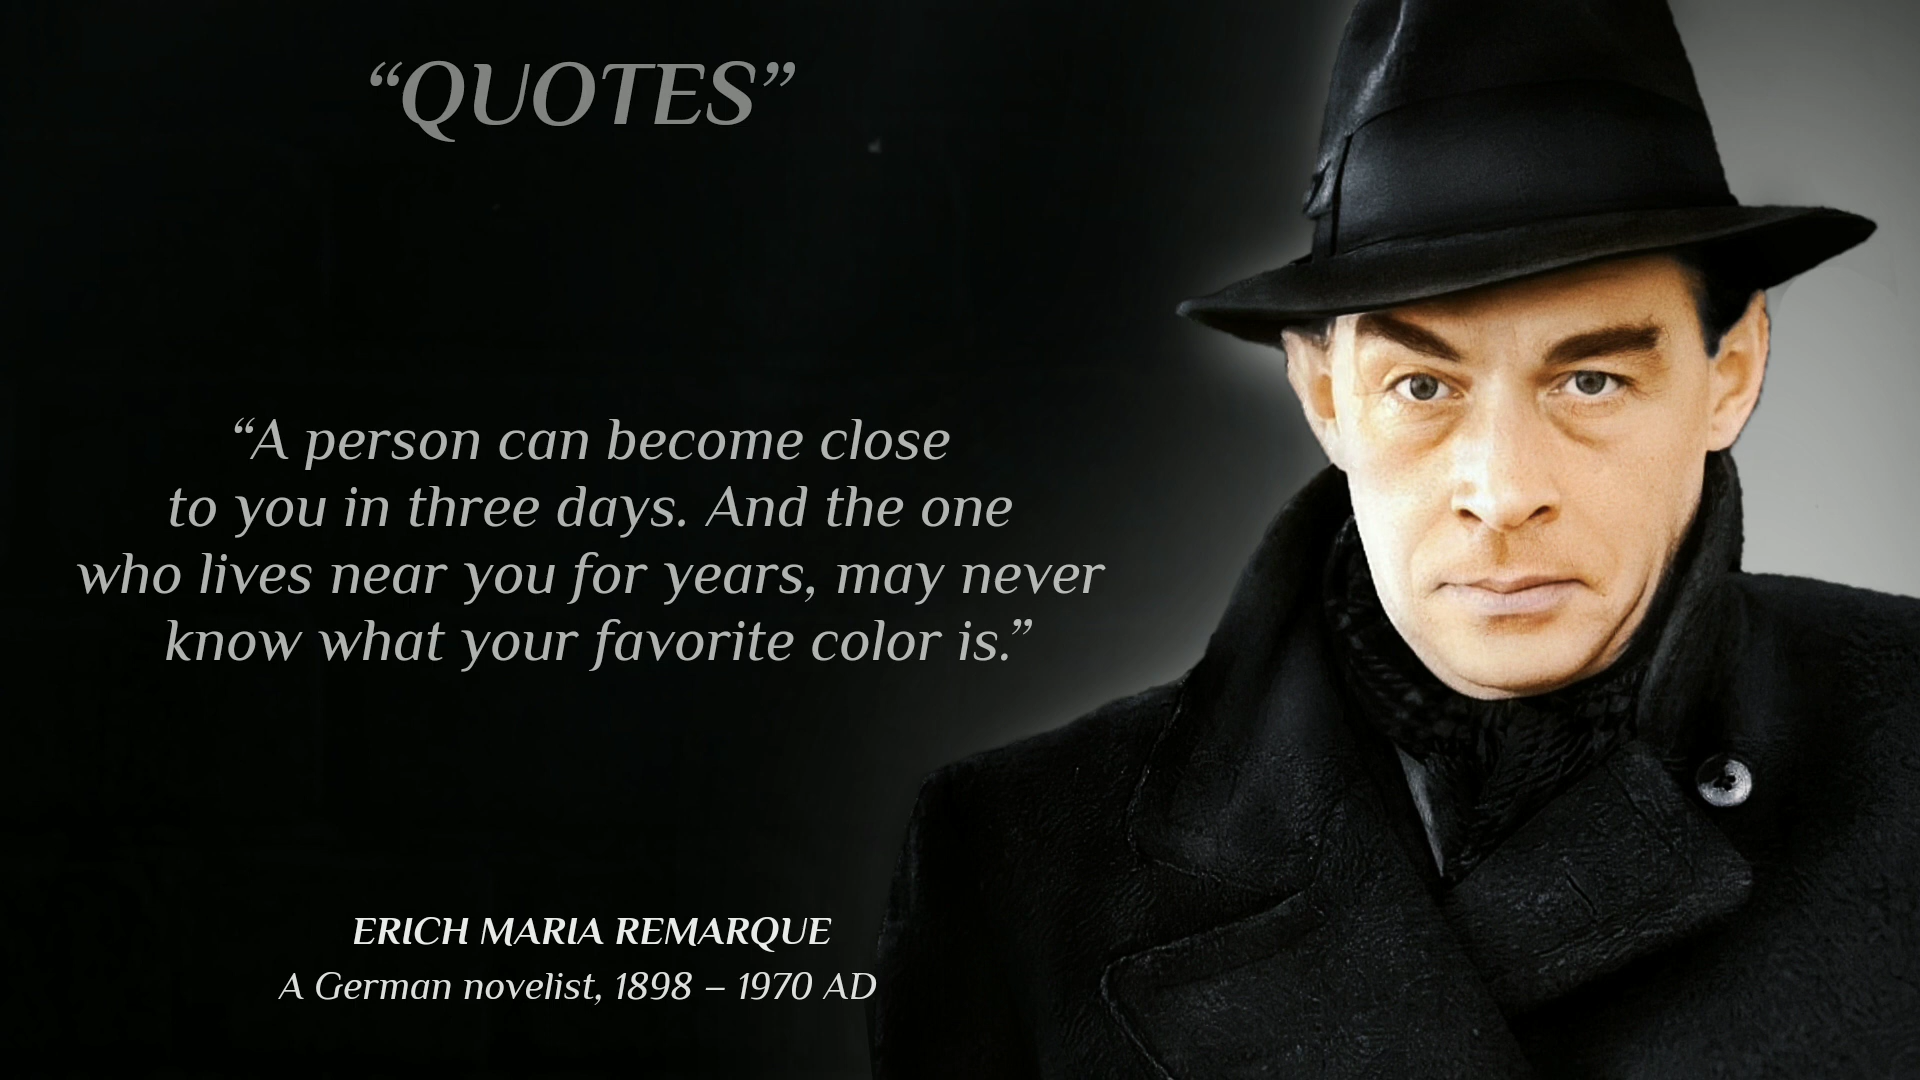 “QUOTES”
“A person can become close
to you in three days. And the one
who lives near you for years, may never
know what your favorite color is.”
ERICH MARIA REMARQUE
A German novelist, 1898 – 1970 AD